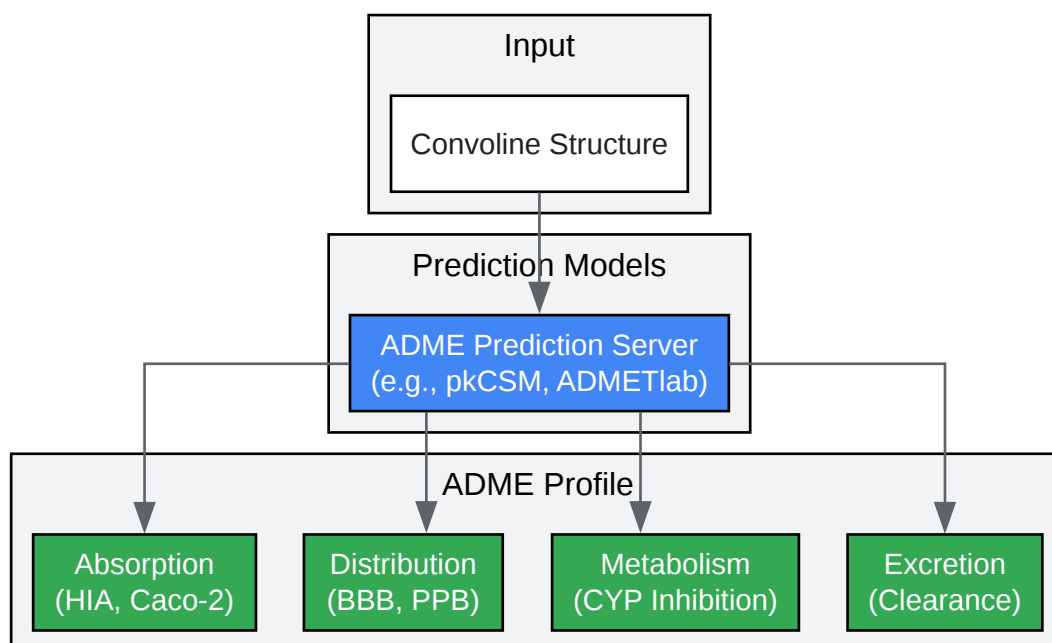 Input
Convoline Structure
Prediction Models
ADME Prediction Server
(e.g., pkCSM, ADMETlab)
ADME Profile
Absorption
(HIA, Caco-2)
Distribution
(BBB, PPB)
Metabolism
(CYP Inhibition)
Excretion
(Clearance)